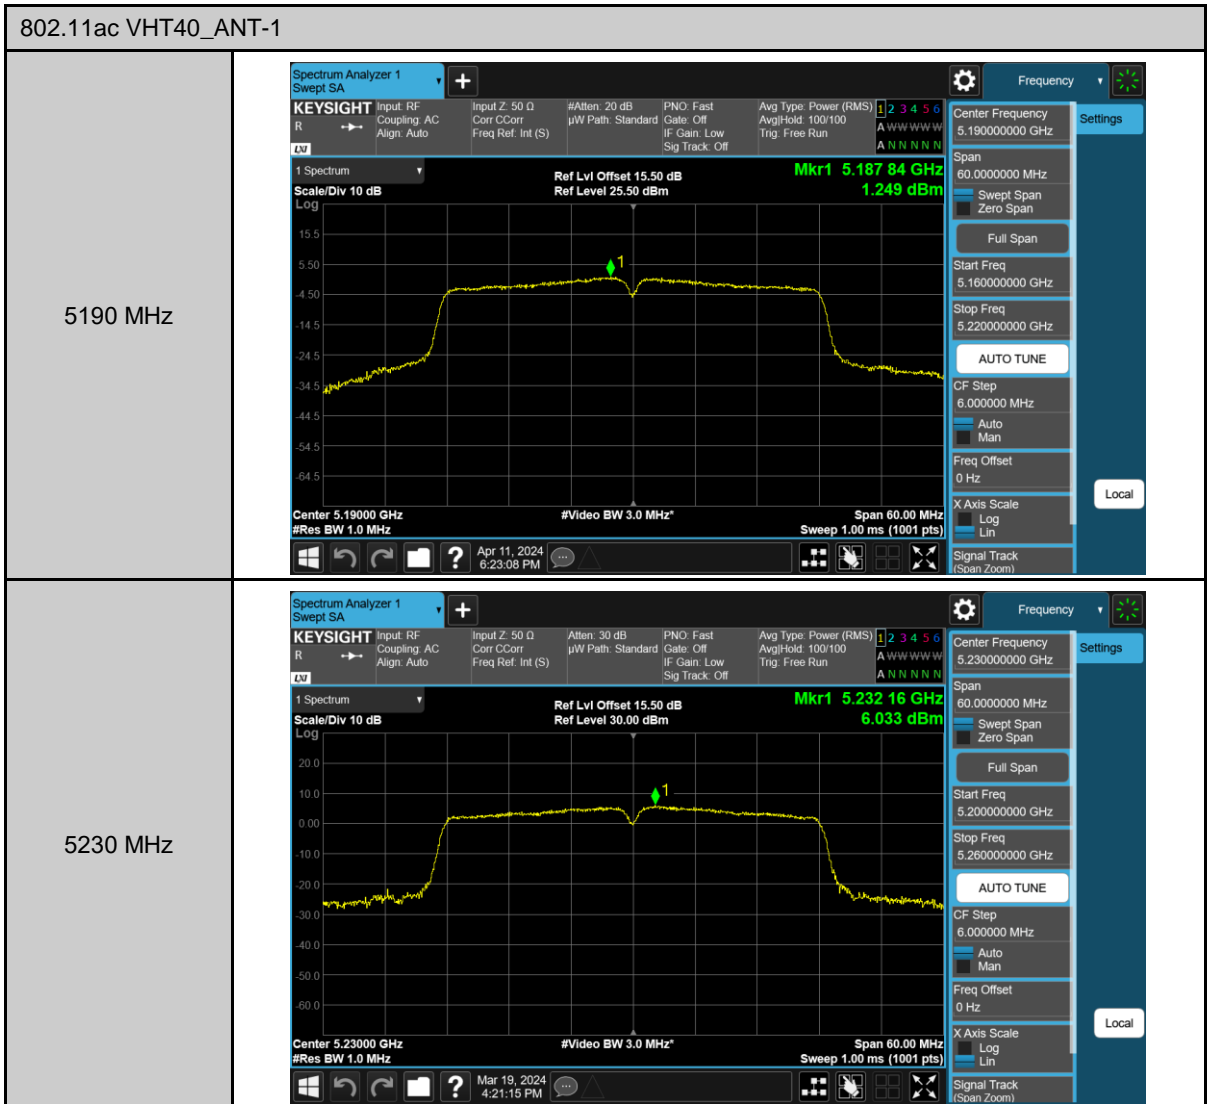 802.11ac VHT40_ANT-1
5190 MHz
Spectrum Analyzer 1
Swept SA
Frequency
KEYSIGHT
R
LXI
Input: RF
Coupling: AC
Align: Auto
Input Z: 50 Ω
Corr CCorr
Freq Ref: Int (S)
#Atten: 20 dB
µW Path: Standard
PNO: Fast
Gate: Off
IF Gain: Low
Sig Track: Off
Avg Type: Power (RMS)
Avg|Hold: 100/100
Trig: Free Run
1 2 3 4 5 6
A W W W W W
A N N N N N
1 Spectrum
Scale/Div 10 dB
Log
Ref Lvl Offset 15.50 dB
Ref Level 25.50 dBm
Mkr1 5.187 84 GHz
1.249 dBm
15.5
5.50
-4.50
-14.5
-24.5
-34.5
-44.5
-54.5
-64.5
1
Center 5.19000 GHz
#Res BW 1.0 MHz
#Video BW 3.0 MHz*
Span 60.00 MHz
Sweep 1.00 ms (1001 pts)
Apr 11, 2024
6:23:08 PM
Center Frequency
5.190000000 GHz
Settings
Span
60.0000000 MHz
Swept Span
Zero Span
Full Span
Start Freq
5.160000000 GHz
Stop Freq
5.220000000 GHz
AUTO TUNE
CF Step
6.000000 MHz
Auto
Man
Freq Offset
0 Hz
X Axis Scale
Log
Lin
Signal Track
(Span Zoom)
Local
5230 MHz
Spectrum Analyzer 1
Swept SA
Frequency
KEYSIGHT
R
LXI
Input: RF
Coupling: AC
Align: Auto
Input Z: 50 Ω
Corr CCorr
Freq Ref: Int (S)
Atten: 30 dB
µW Path: Standard
PNO: Fast
Gate: Off
IF Gain: Low
Sig Track: Off
Avg Type: Power (RMS)
Avg|Hold: 100/100
Trig: Free Run
1 2 3 4 5 6
A W W W W W
A N N N N N
1 Spectrum
Scale/Div 10 dB
Log
Ref Lvl Offset 15.50 dB
Ref Level 30.00 dBm
Mkr1 5.232 16 GHz
6.033 dBm
20.0
10.0
0.00
-10.0
-20.0
-30.0
-40.0
-50.0
-60.0
1
Center 5.23000 GHz
#Res BW 1.0 MHz
#Video BW 3.0 MHz*
Span 60.00 MHz
Sweep 1.00 ms (1001 pts)
Mar 19, 2024
4:21:15 PM
Center Frequency
5.230000000 GHz
Settings
Span
60.0000000 MHz
Swept Span
Zero Span
Full Span
Start Freq
5.200000000 GHz
Stop Freq
5.260000000 GHz
AUTO TUNE
CF Step
6.000000 MHz
Auto
Man
Freq Offset
0 Hz
X Axis Scale
Log
Lin
Signal Track
(Span Zoom)
Local